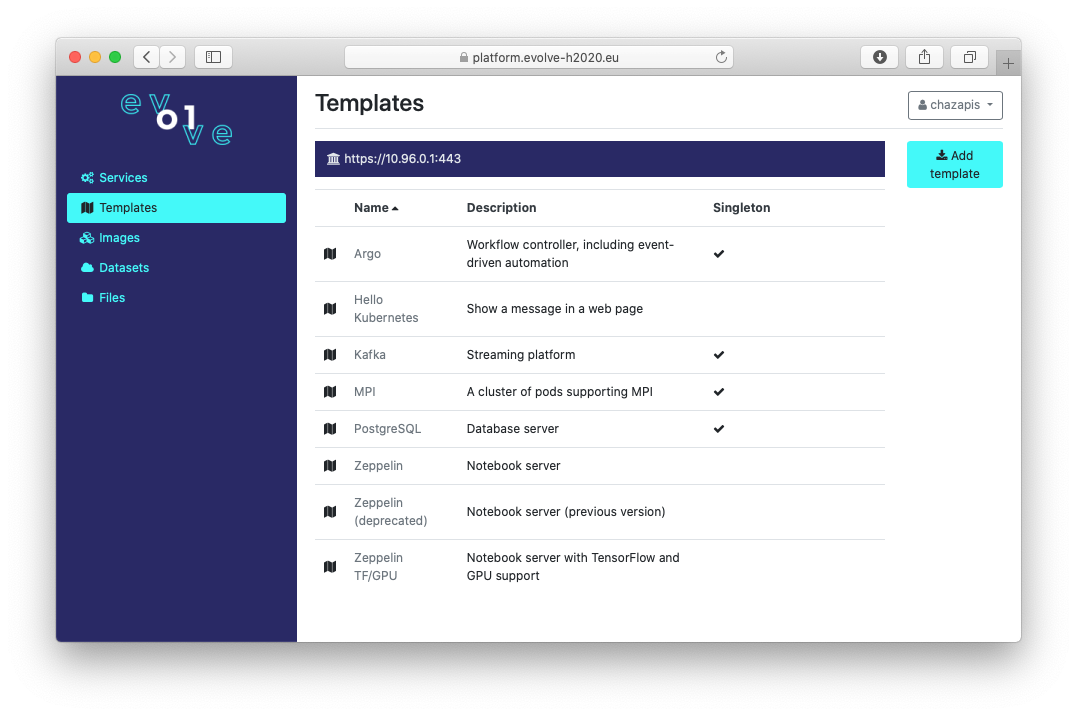 platform.evolve-h2020.eu
ev
ol
ve
Services
Templates
Images
Datasets
Files
Templates
chazapis
https://10.96.0.1:443
Add
template
Name Description Singleton
Argo Workflow controller, including event-
driven automation
Hello
Kubernetes Show a message in a web page
Kafka Streaming platform
MPI A cluster of pods supporting MPI
PostgreSQL Database server
Zeppelin Notebook server
Zeppelin
(deprecated) Notebook server (previous version)
Zeppelin
TF/GPU Notebook server with TensorFlow and
GPU support